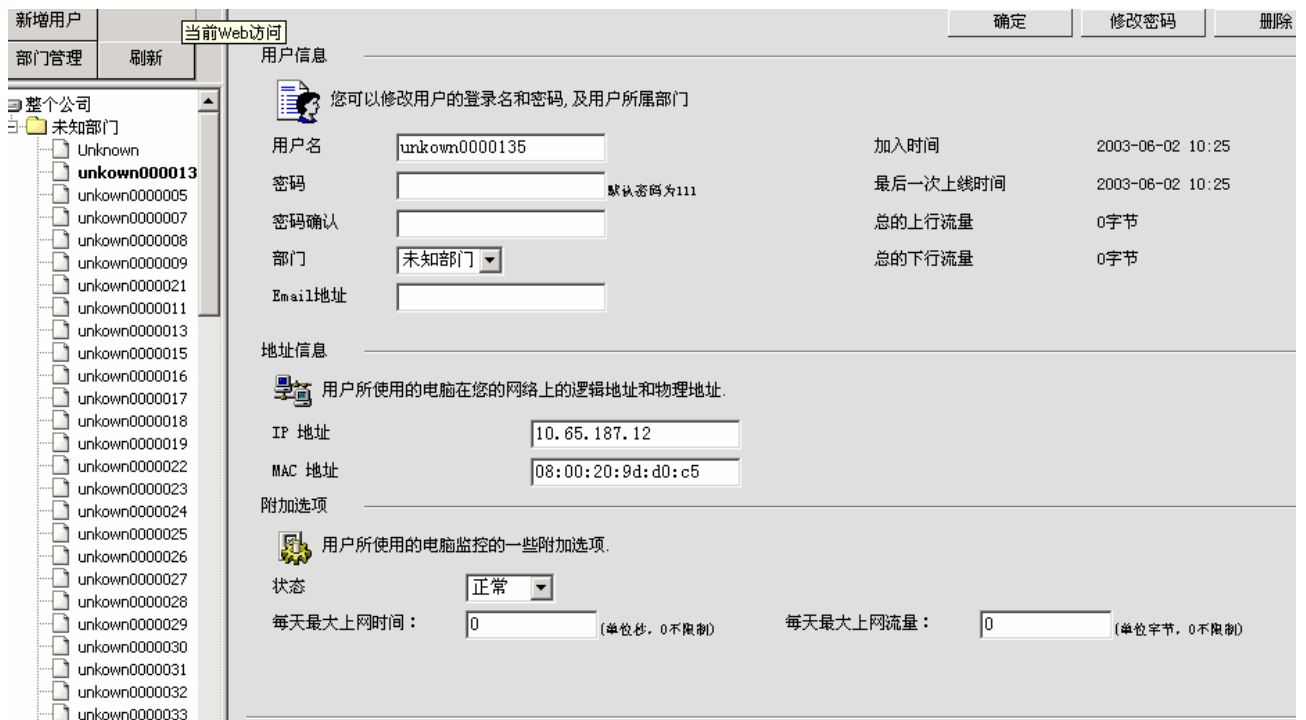 新增用户
当前Web访问
确定 修改密码 删除
部门管理 刷新
整个公司
未知部门
Unknown
unkown000013
unkown0000005
unkown0000007
unkown0000008
unkown0000009
unkown0000021
unkown0000011
unkown0000013
unkown0000015
unkown0000016
unkown0000017
unkown0000018
unkown0000019
unkown0000022
unkown0000023
unkown0000024
unkown0000025
unkown0000026
unkown0000027
unkown0000028
unkown0000029
unkown0000030
unkown0000031
unkown0000032
unkown0000033
用户信息
您可以修改用户的登录名和密码,及用户所属部门
用户名 unkown0000135 加入时间 2003-06-02 10:25
密码 默认密码为111 最后一次上线时间 2003-06-02 10:25
密码确认 总的上行流量 0字节
部门 未知部门 总的下行流量 0字节
Email地址
地址信息
用户所使用的电脑在您的网络上的逻辑地址和物理地址.
IP 地址 10.65.187.12
MAC 地址 08:00:20:9d:d0:c5
附加选项
用户所使用的电脑监控的一些附加选项.
状态 正常
每天最大上网时间: 0 (单位秒, 0不限制) 每天最大上网流量: 0 (单位字节, 0不限制)